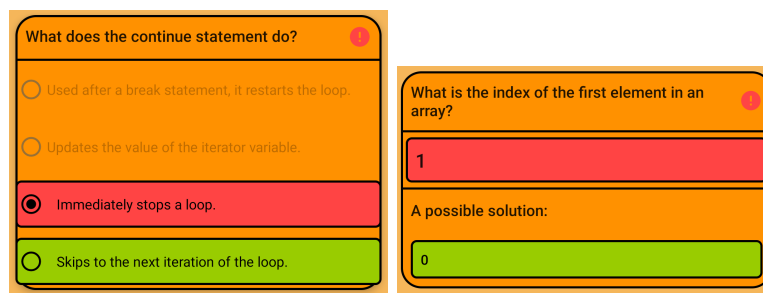 What does the continue statement do?
Used after a break statement, it restarts the loop.
Updates the value of the iterator variable.
Immediately stops a loop.
Skips to the next iteration of the loop.
What is the index of the first element in an
array?
1
A possible solution:
0